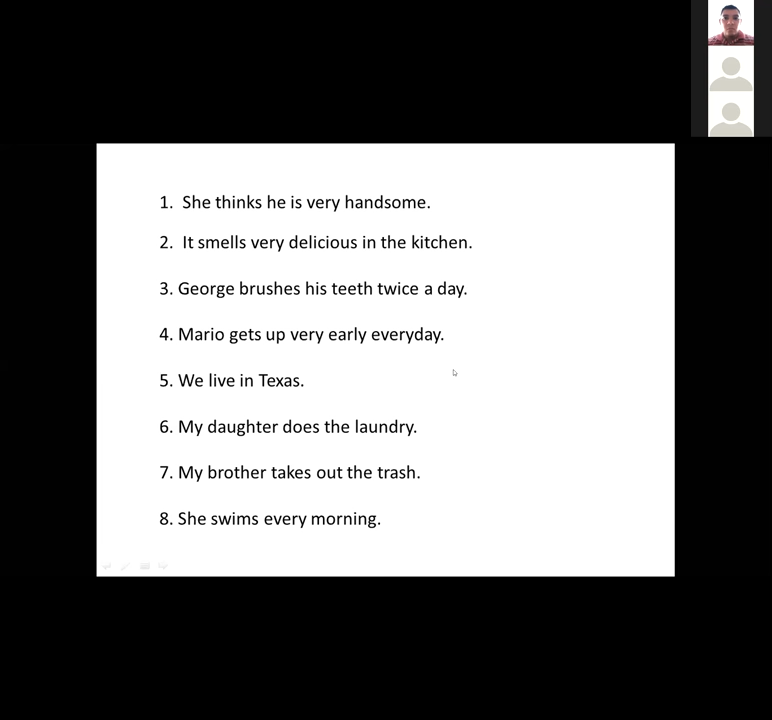 1. She thinks he is very handsome.
2. It smells very delicious in the kitchen.
3. George brushes his teeth twice a day.
4. Mario gets up very early everyday.
5. We live in Texas.
6. My daughter does the laundry.
7. My brother takes out the trash.
8. She swims every morning.